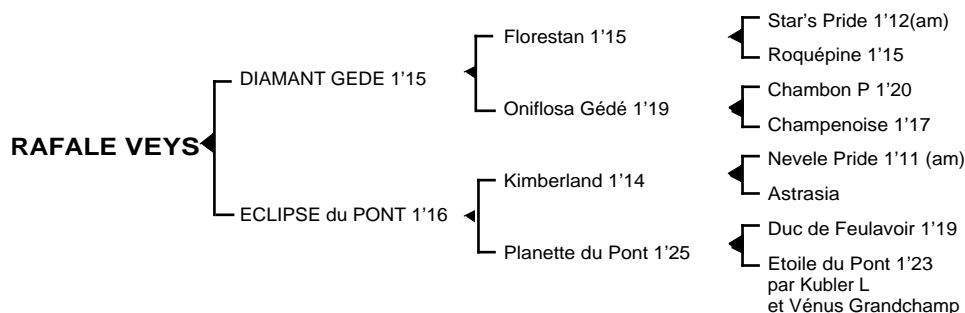 Star's Pride 1'12(am)
Florestan 1'15
Roquépine 1'15
DIAMANT GEDE 1'15
Chambon P 1'20
Oniflosa Gédé 1'19
Champenoise 1'17
RAFALE VEYS
Nevele Pride 1'11 (am)
Kimberland 1'14
Astrasia
ECLIPSE du PONT 1'16
Duc de Feulavoir 1'19
Planette du Pont 1'25
Etoile du Pont 1'23
par Kubler L
et Vénus Grandchamp